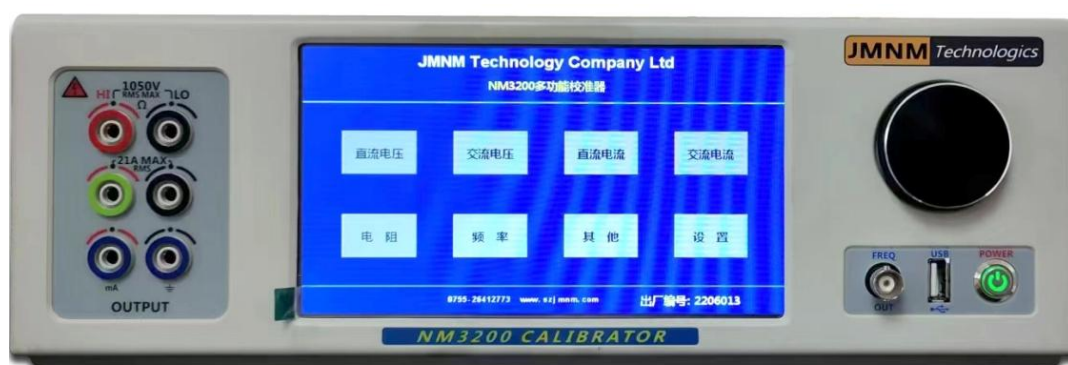 1050V
HI RMS MAX LO
Ω
21A MAX
RMS
mA
OUTPUT
JMNM Technology Company Ltd
NM3200多功能校准器
直流电压 交流电压 直流电流 交流电流
电 阻 频 率 其 他 设 置
0755-26412773 www.szjmnm.com 出厂编号: 2206013
NM3200 CALIBRATOR
JMNM Technologics
FREQ USB POWER
OUT